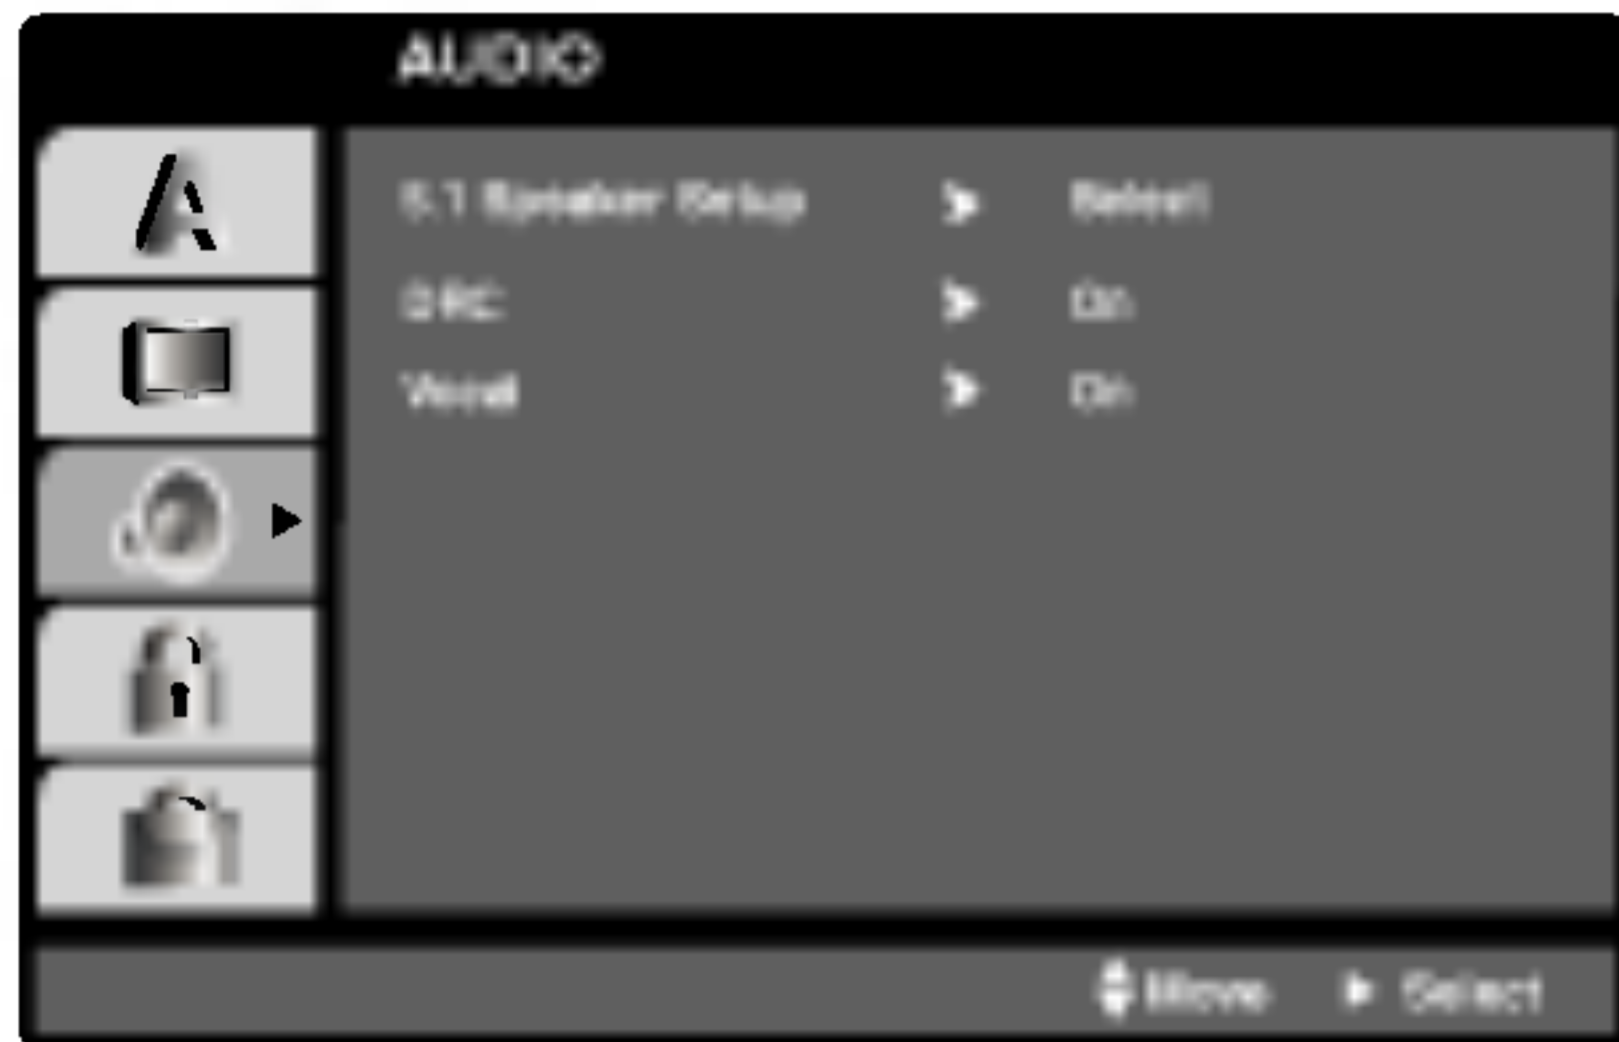 AUDIO
5.1 Speaker Setup Select
DRC On
Vocal On
Move Select